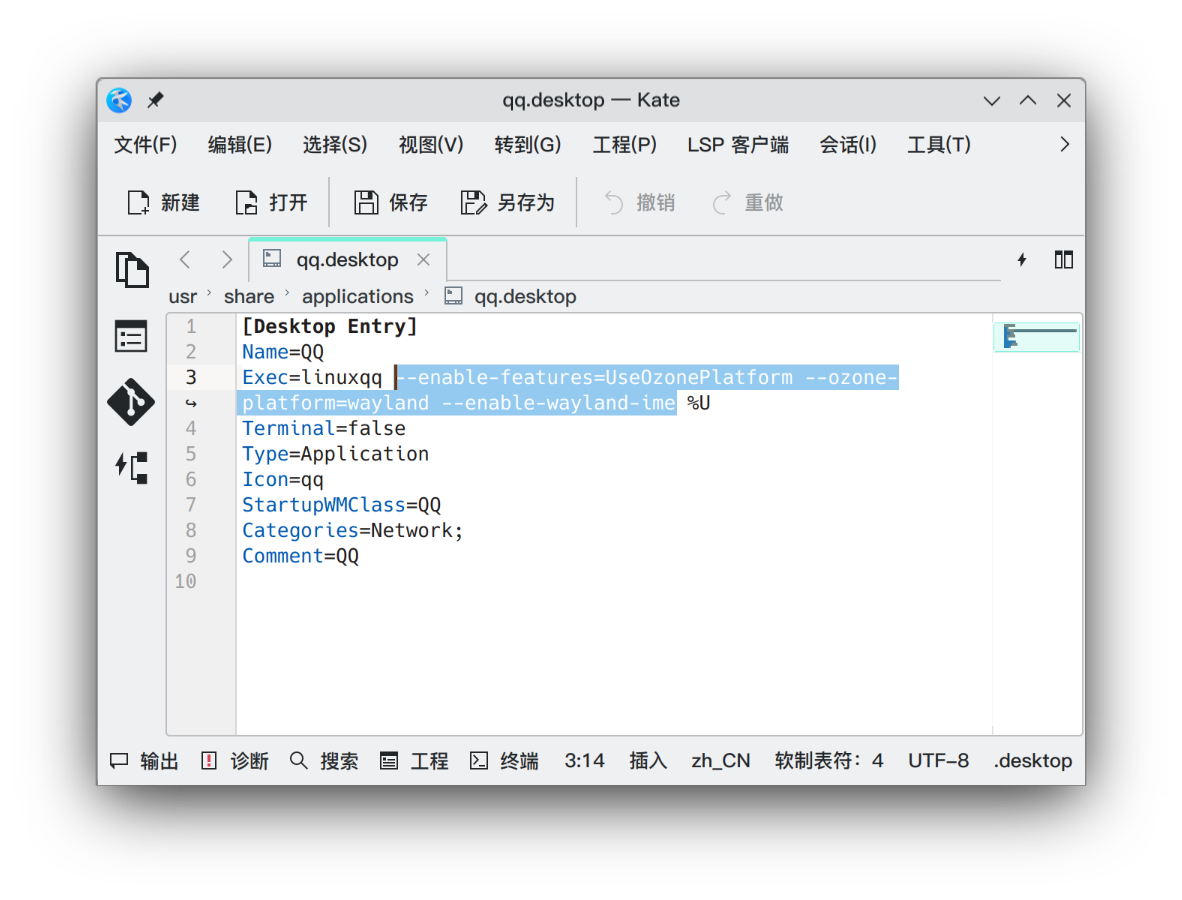 qq.desktop — Kate
文件(F) 编辑(E) 选择(S) 视图(V) 转到(G) 工程(P) LSP 客户端 会话(I) 工具(T)
新建 打开 保存 另存为 撤销 重做
qq.desktop
usr share applications qq.desktop
1 [Desktop Entry]
2 Name=QQ
3 Exec=linuxqq --enable-features=UseOzonePlatform --ozone-
platform=wayland --enable-wayland-ime %U
4 Terminal=false
5 Type=Application
6 Icon=qq
7 StartupWMClass=QQ
8 Categories=Network;
9 Comment=QQ
10
输出 诊断 搜索 工程 终端 3:14 插入 zh_CN 软制表符：4 UTF-8 .desktop